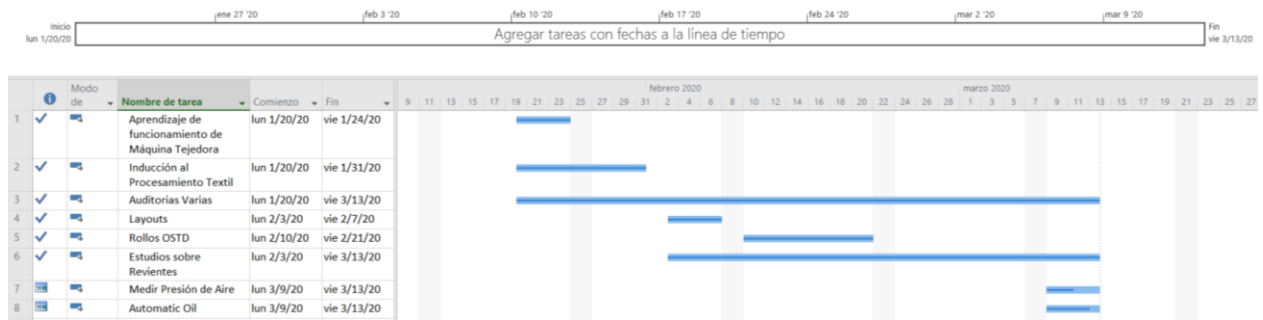 ene 27 '20 feb 3 '20 feb 10 '20 feb 17 '20 feb 24 '20 mar 2 '20 mar 9 '20
Inicio
lun 1/20/20
Agregar tareas con fechas a la línea de tiempo
Fin
vie 3/13/20
Modo
de Nombre de tarea Comienzo Fin
febrero 2020 marzo 2020
9 11 13 15 17 19 21 23 25 27 29 31 2 4 6 8 10 12 14 16 18 20 22 24 26 28 1 3 5 7 9 11 13 15 17 19 21 23 25 27
1 Aprendizaje de lun 1/20/20 vie 1/24/20
funcionamiento de
Máquina Tejedora
2 Inducción al lun 1/20/20 vie 1/31/20
Procesamiento Textil
3 Auditorias Varias lun 1/20/20 vie 3/13/20
4 Layouts lun 2/3/20 vie 2/7/20
5 Rollos OSTD lun 2/10/20 vie 2/21/20
6 Estudios sobre lun 2/3/20 vie 3/13/20
Revientes
7 Medir Presión de Aire lun 3/9/20 vie 3/13/20
8 Automatic Oil lun 3/9/20 vie 3/13/20